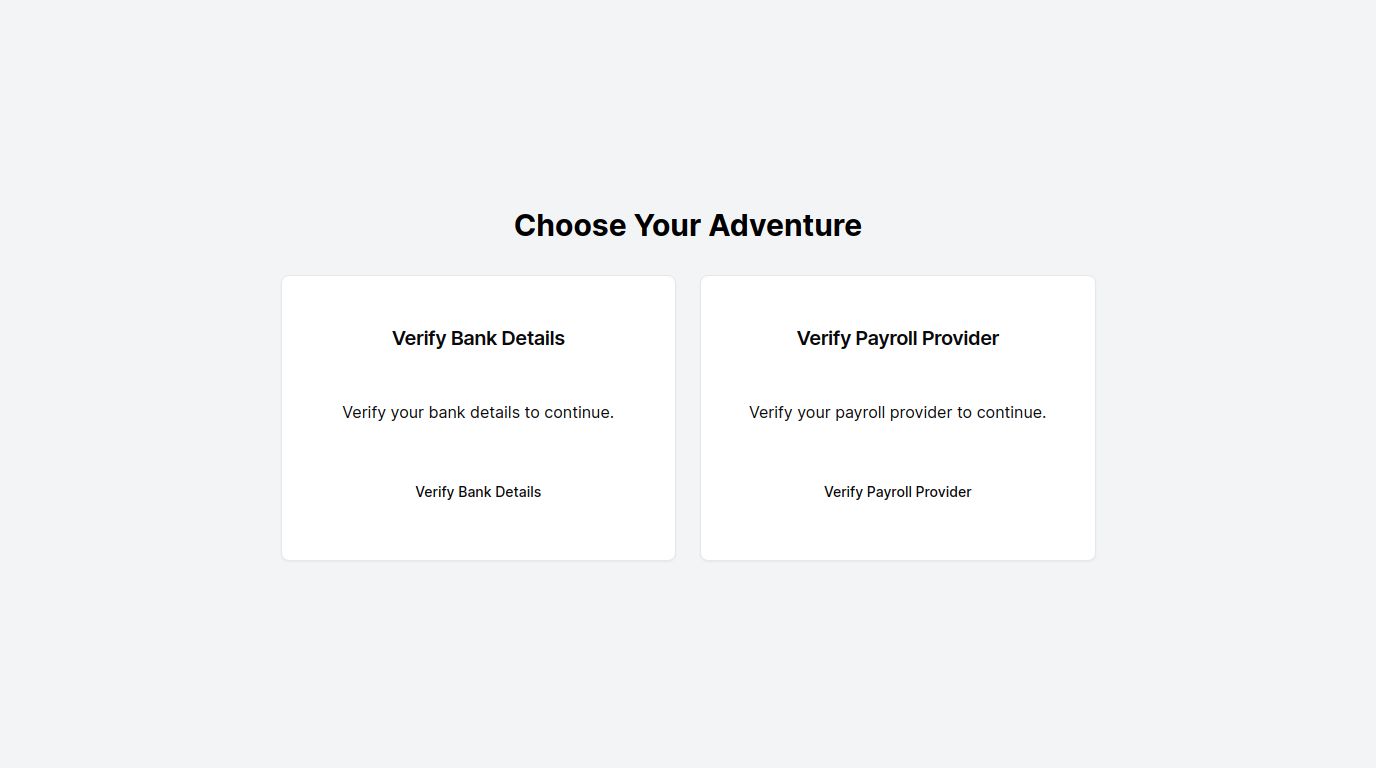 Choose Your Adventure
Verify Bank Details
Verify your bank details to continue.
Verify Bank Details
Verify Payroll Provider
Verify your payroll provider to continue.
Verify Payroll Provider